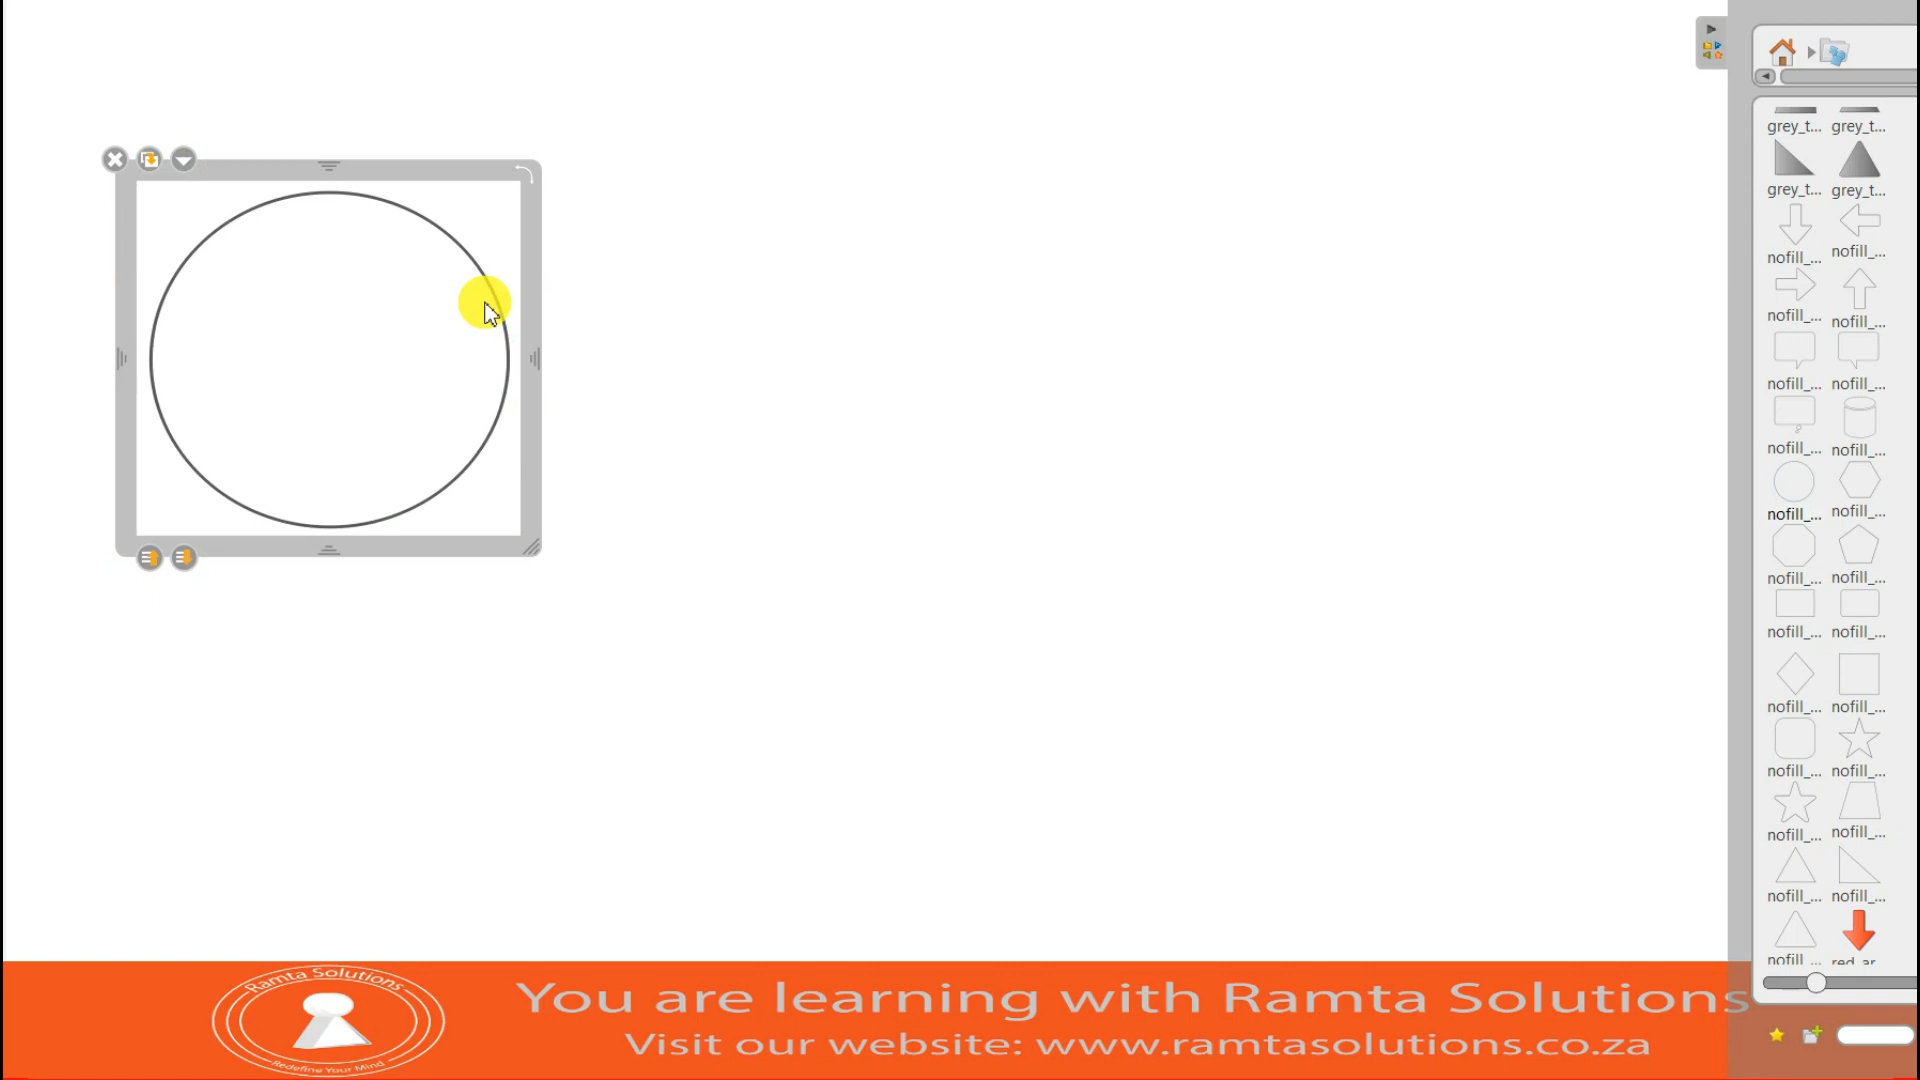 grey_t... grey_t...
grey_t... grey_t...
nofill_... nofill_...
nofill_... nofill_...
nofill_... nofill_...
nofill_... nofill_...
nofill_... nofill_...
nofill_... nofill_...
nofill_... nofill_...
nofill_... nofill_...
nofill_... nofill_...
nofill_... nofill_...
nofill_... nofill_...
nofill ... red_ar
Ramta Solutions
Redefine Your Mind
You are learning with Ramta Solutions
Visit our website: www.ramtasolutions.co.za